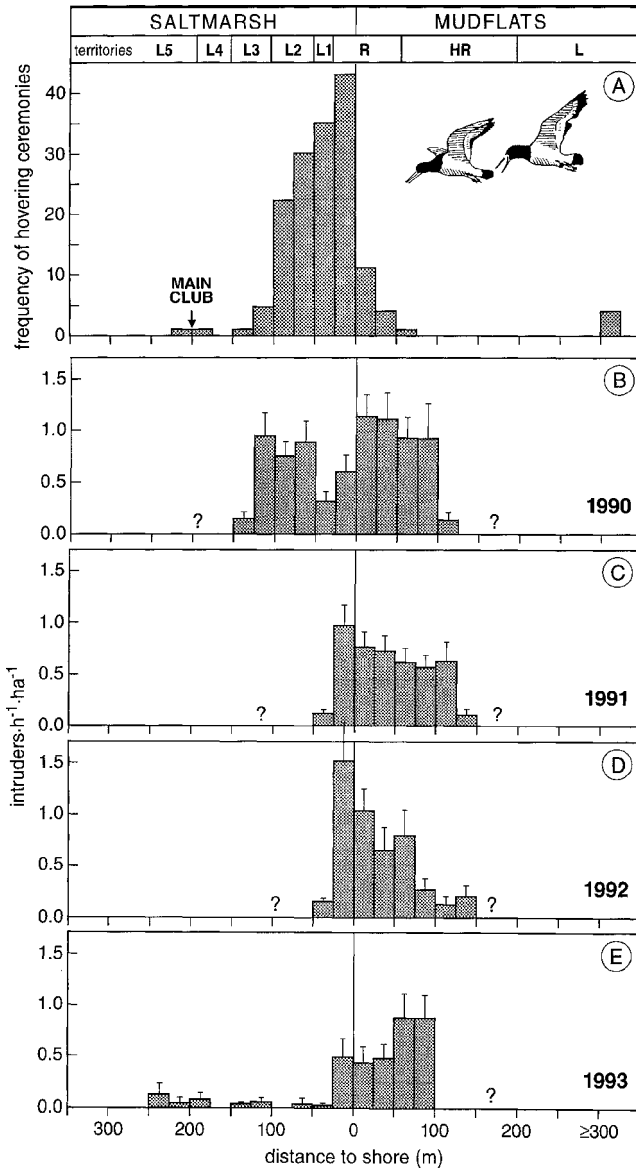 SALTMARSH MUDFLATS
territories L5 L4 L3 L2 L1 R HR L
A
40
30
20
10
0
frequency of hovering ceremonies
MAIN
CLUB
B
1.5
1.0
0.5
0.0
? ?
1990
C
1.5
1.0
0.5
0.0
? ?
1991
intruders·h⁻¹·ha⁻¹
D
1.5
1.0
0.5
0.0
? ?
1992
E
1.5
1.0
0.5
0.0
?
1993
300 200 100 0 100 200 ≥300
distance to shore (m)